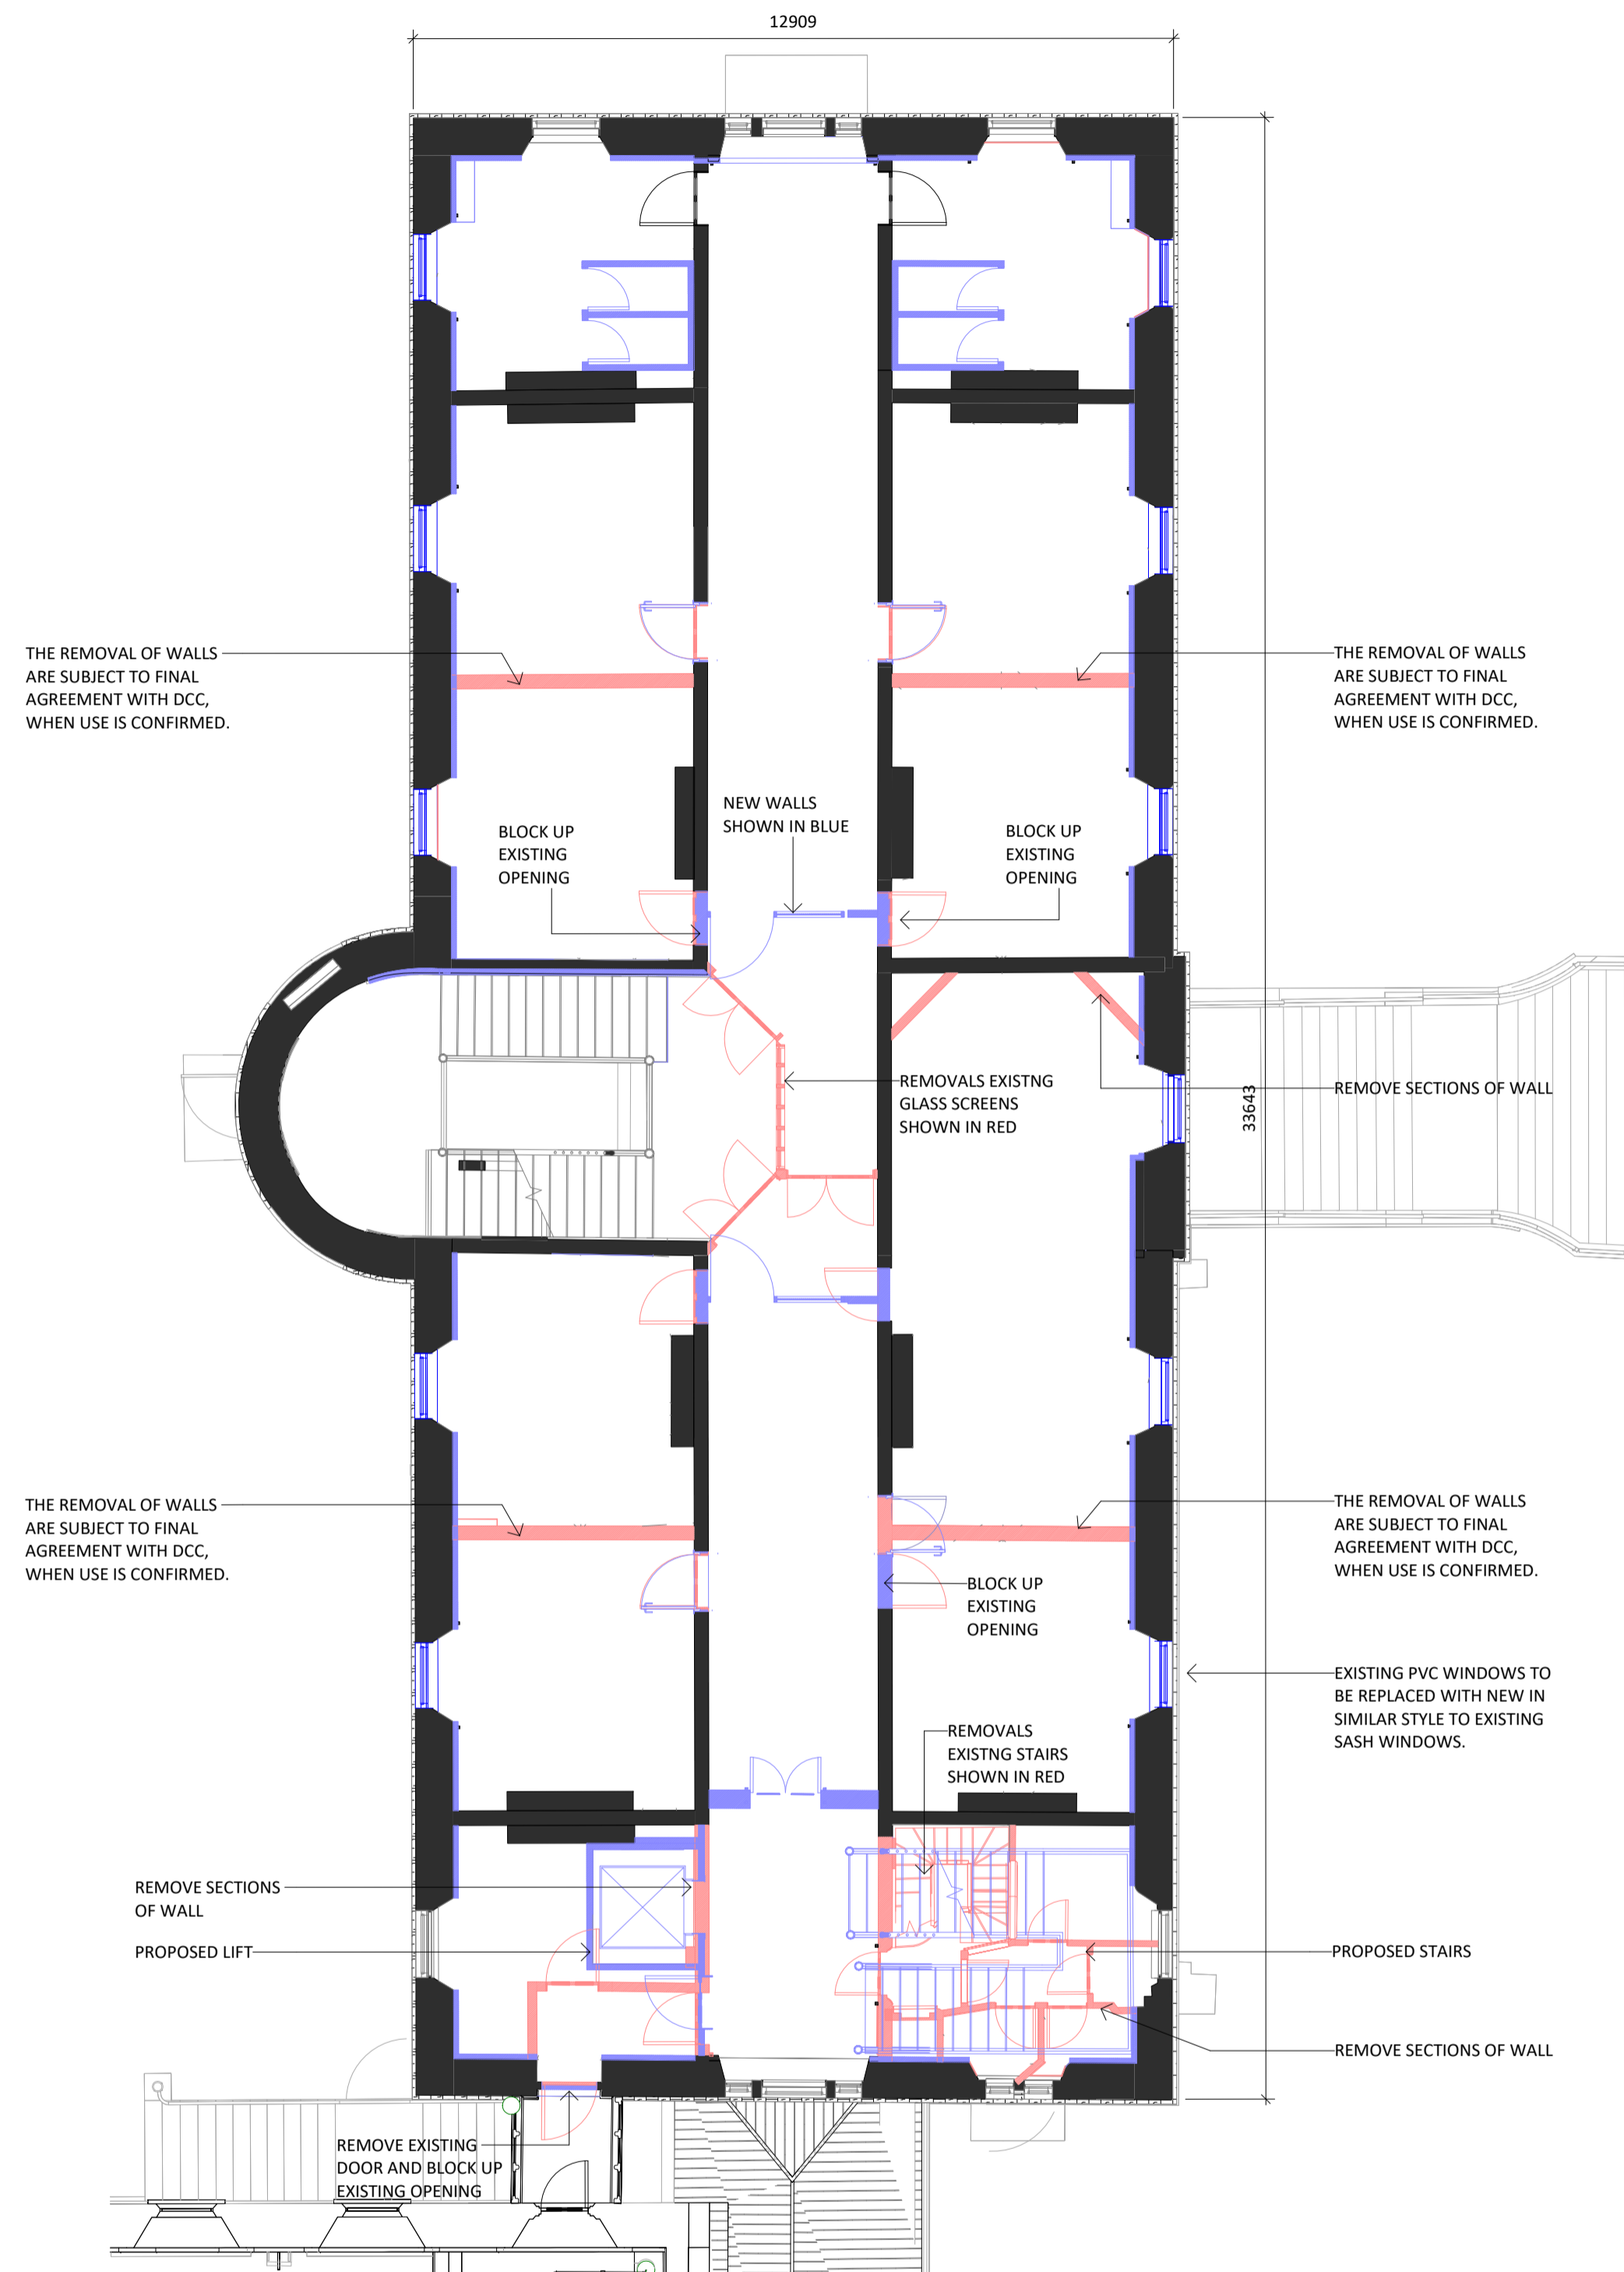 12909
THE REMOVAL OF WALLS
ARE SUBJECT TO FINAL
AGREEMENT WITH DCC,
WHEN USE IS CONFIRMED.
THE REMOVAL OF WALLS
ARE SUBJECT TO FINAL
AGREEMENT WITH DCC,
WHEN USE IS CONFIRMED.
NEW WALLS
SHOWN IN BLUE
BLOCK UP
EXISTING
OPENING
BLOCK UP
EXISTING
OPENING
REMOVALS EXISTNG
GLASS SCREENS
SHOWN IN RED
33643
REMOVE SECTIONS OF WALL
THE REMOVAL OF WALLS
ARE SUBJECT TO FINAL
AGREEMENT WITH DCC,
WHEN USE IS CONFIRMED.
THE REMOVAL OF WALLS
ARE SUBJECT TO FINAL
AGREEMENT WITH DCC,
WHEN USE IS CONFIRMED.
BLOCK UP
EXISTING
OPENING
EXISTING PVC WINDOWS TO
BE REPLACED WITH NEW IN
SIMILAR STYLE TO EXISTING
SASH WINDOWS.
REMOVALS
EXISTNG STAIRS
SHOWN IN RED
REMOVE SECTIONS
OF WALL
PROPOSED LIFT
PROPOSED STAIRS
REMOVE SECTIONS OF WALL
REMOVE EXISTING
DOOR AND BLOCK UP
EXISTING OPENING